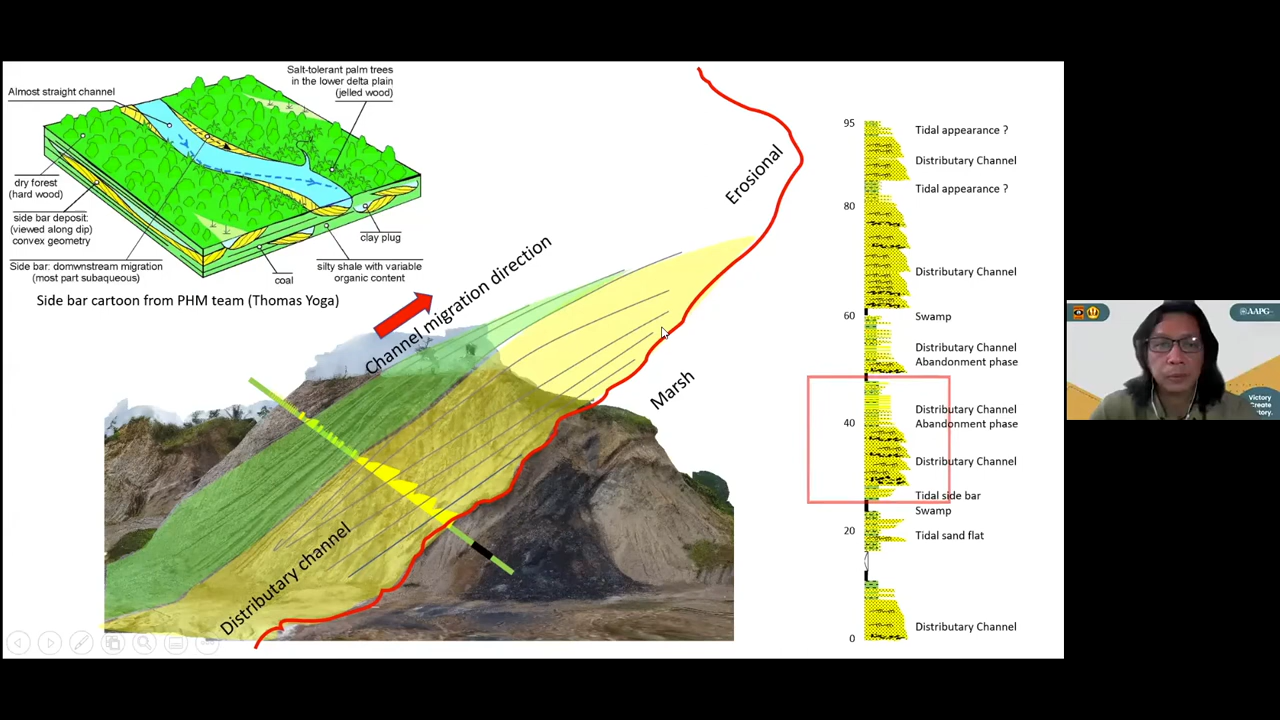 Almost straight channel
Salt-tolerant palm trees
in the lower delta plain
(jelled wood)
dry forest
(hard wood)
side bar deposit:
(viewed along dip)
convex geometry
Side bar: domwnstream migration
(most part subaqueous)
coal
clay plug
silty shale with variable
organic content
Side bar cartoon from PHM team (Thomas Yoga)
Channel migration direction
Erosional
Marsh
Distributary channel
95
Tidal appearance ?
Distributary Channel
Tidal appearance ?
80
Distributary Channel
60
Swamp
Distributary Channel
Abandonment phase
Distributary Channel
40
Abandonment phase
Distributary Channel
Tidal side bar
Swamp
20
Tidal sand flat
Distributary Channel
0
AAPG
Victory
Create